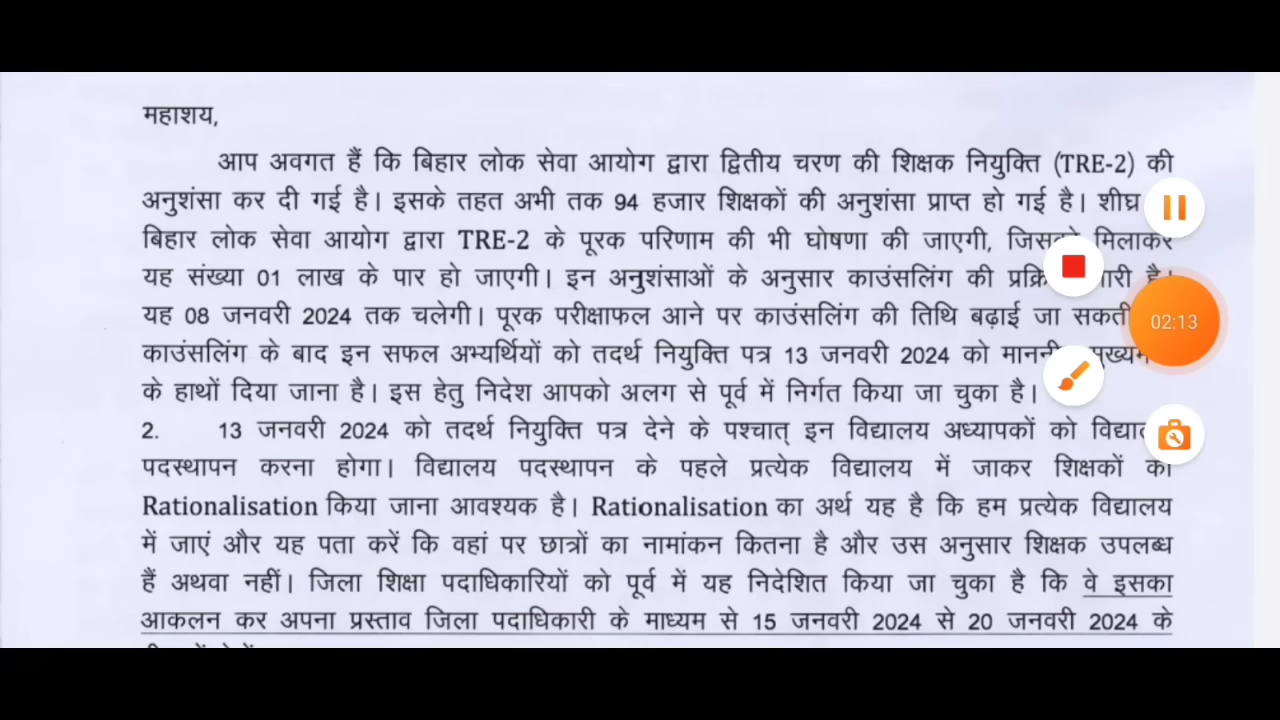 महाशय,
आप अवगत हैं कि बिहार लोक सेवा आयोग द्वारा द्वितीय चरण की शिक्षक नियुक्ति (TRE-2) की
अनुशंसा कर दी गई है। इसके तहत अभी तक 94 हजार शिक्षकों की अनुशंसा प्राप्त हो गई है। शीघ्र
बिहार लोक सेवा आयोग द्वारा TRE-2 के पूरक परिणाम की भी घोषणा की जाएगी, मिलाकर
यह संख्या 01 लाख के पार हो जाएगी। इन अनुशंसाओं के अनुसार काउंसलिंग की है।
यह 08 जनवरी 2024 तक चलेगी। पूरक परीक्षाफल आने पर काउंसलिंग की तिथि बढ़ाई जा सकती
काउंसलिंग के बाद इन सफल अभ्यर्थियों को तदर्थ नियुक्ति पत्र 13 जनवरी 2024 को
के हाथों दिया जाना है। इस हेतु निदेश आपको अलग से पूर्व में निर्गत किया जा चुका है।
2. 13 जनवरी 2024 को तदर्थ नियुक्ति पत्र देने के पश्चात् इन विद्यालय अध्यापकों को
पदस्थापन करना होगा। विद्यालय पदस्थापन के पहले प्रत्येक विद्यालय में जाकर शिक्षकों का
Rationalisation किया जाना आवश्यक है। Rationalisation का अर्थ यह है कि हम प्रत्येक विद्यालय
में जाएं और यह पता करें कि वहां पर छात्रों का नामांकन कितना है और उस अनुसार शिक्षक उपलब्ध
हैं अथवा नहीं। जिला शिक्षा पदाधिकारियों को पूर्व में यह निदेशित किया जा चुका है कि वे इसका
आकलन कर अपना प्रस्ताव जिला पदाधिकारी के माध्यम से 15 जनवरी 2024 से 20 जनवरी 2024 के
02:13